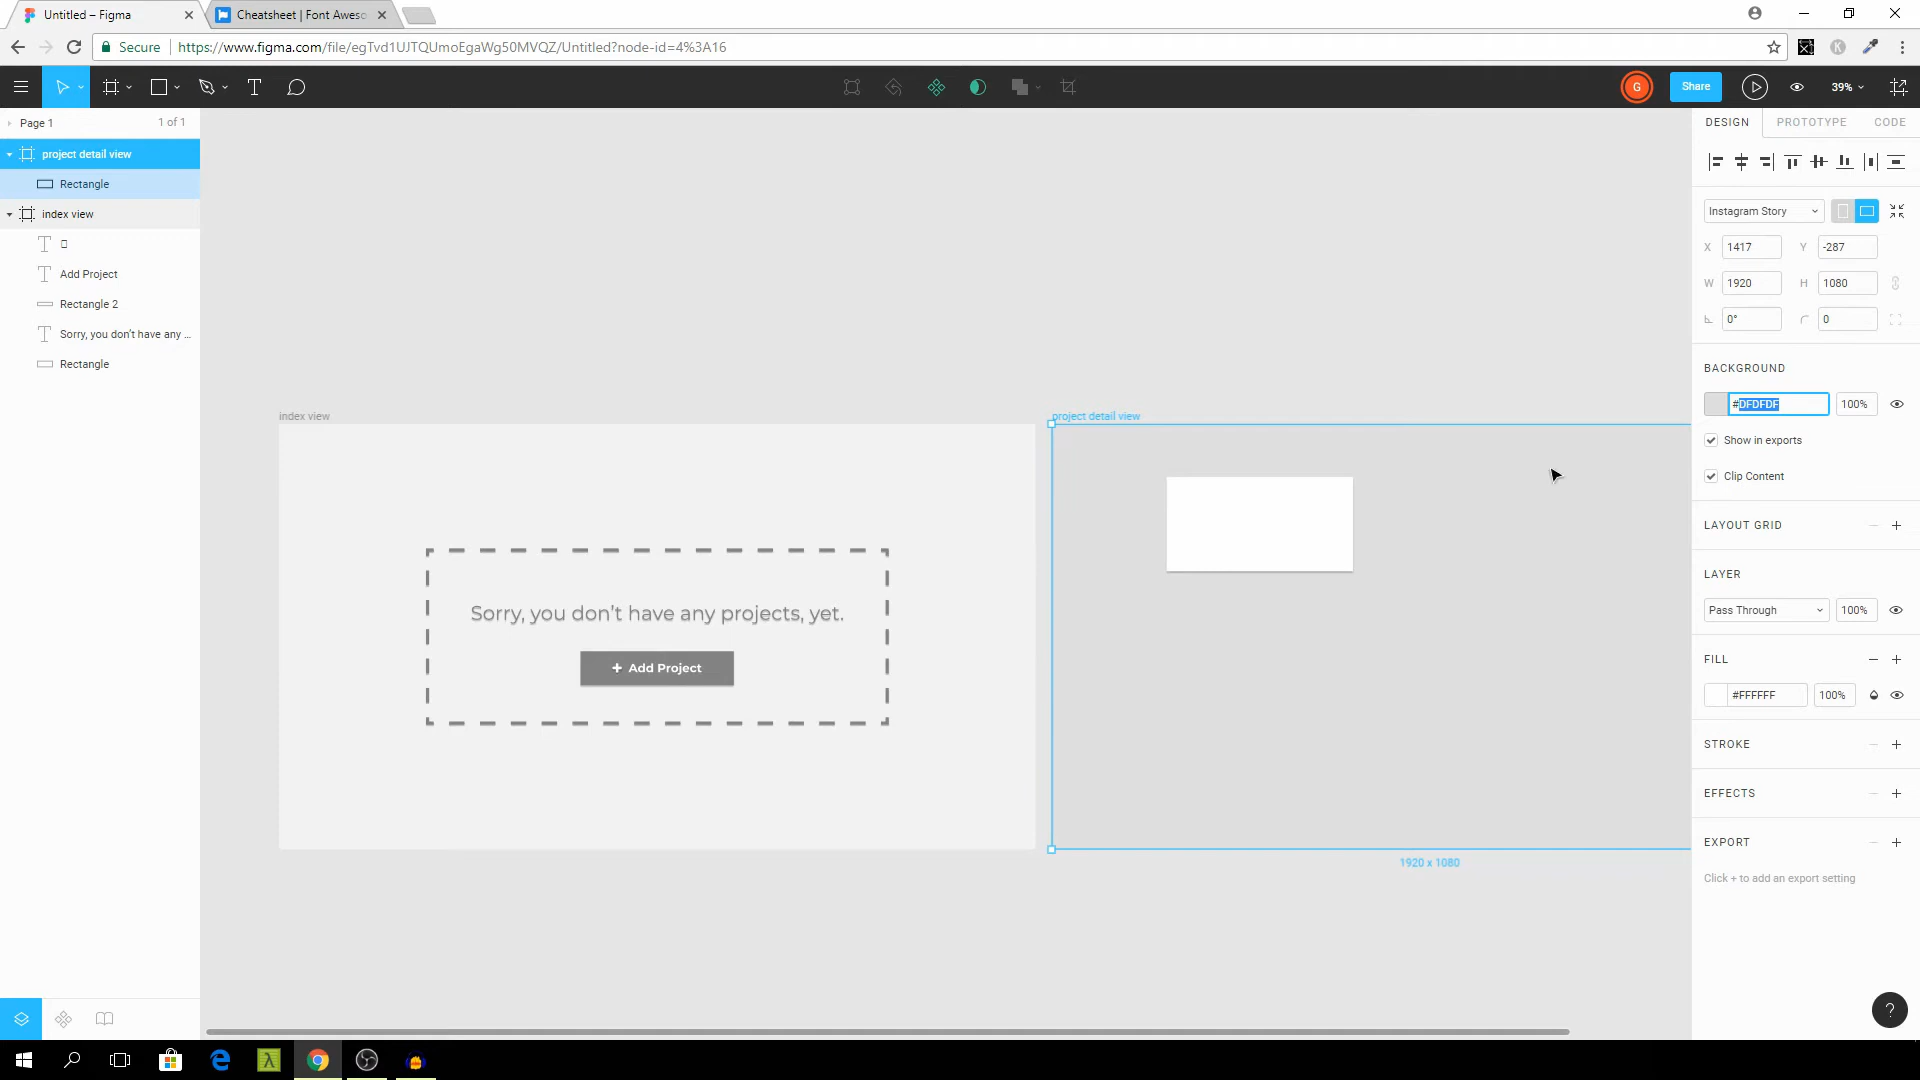 Untitled – Figma
Cheatsheet | Font Aweso
Secure
https://www.figma.com/file/egTvd1UJTQUmoEgaWg50MVQZ/Untitled?node-id=4%3A16
G
Share
39%
Page 1
1 of 1
DESIGN
PROTOTYPE
CODE
project detail view
Rectangle
index view
Add Project
Rectangle 2
Sorry, you don't have any ...
Rectangle
Instagram Story
X 1417
Y -287
W 1920
H 1080
0°
0
BACKGROUND
#DFDFDF
100%
Show in exports
Clip Content
LAYOUT GRID
LAYER
Pass Through
100%
FILL
#FFFFFF
100%
STROKE
EFFECTS
EXPORT
Click + to add an export setting
index view
project detail view
Sorry, you don't have any projects, yet.
+ Add Project
1920 x 1080
?